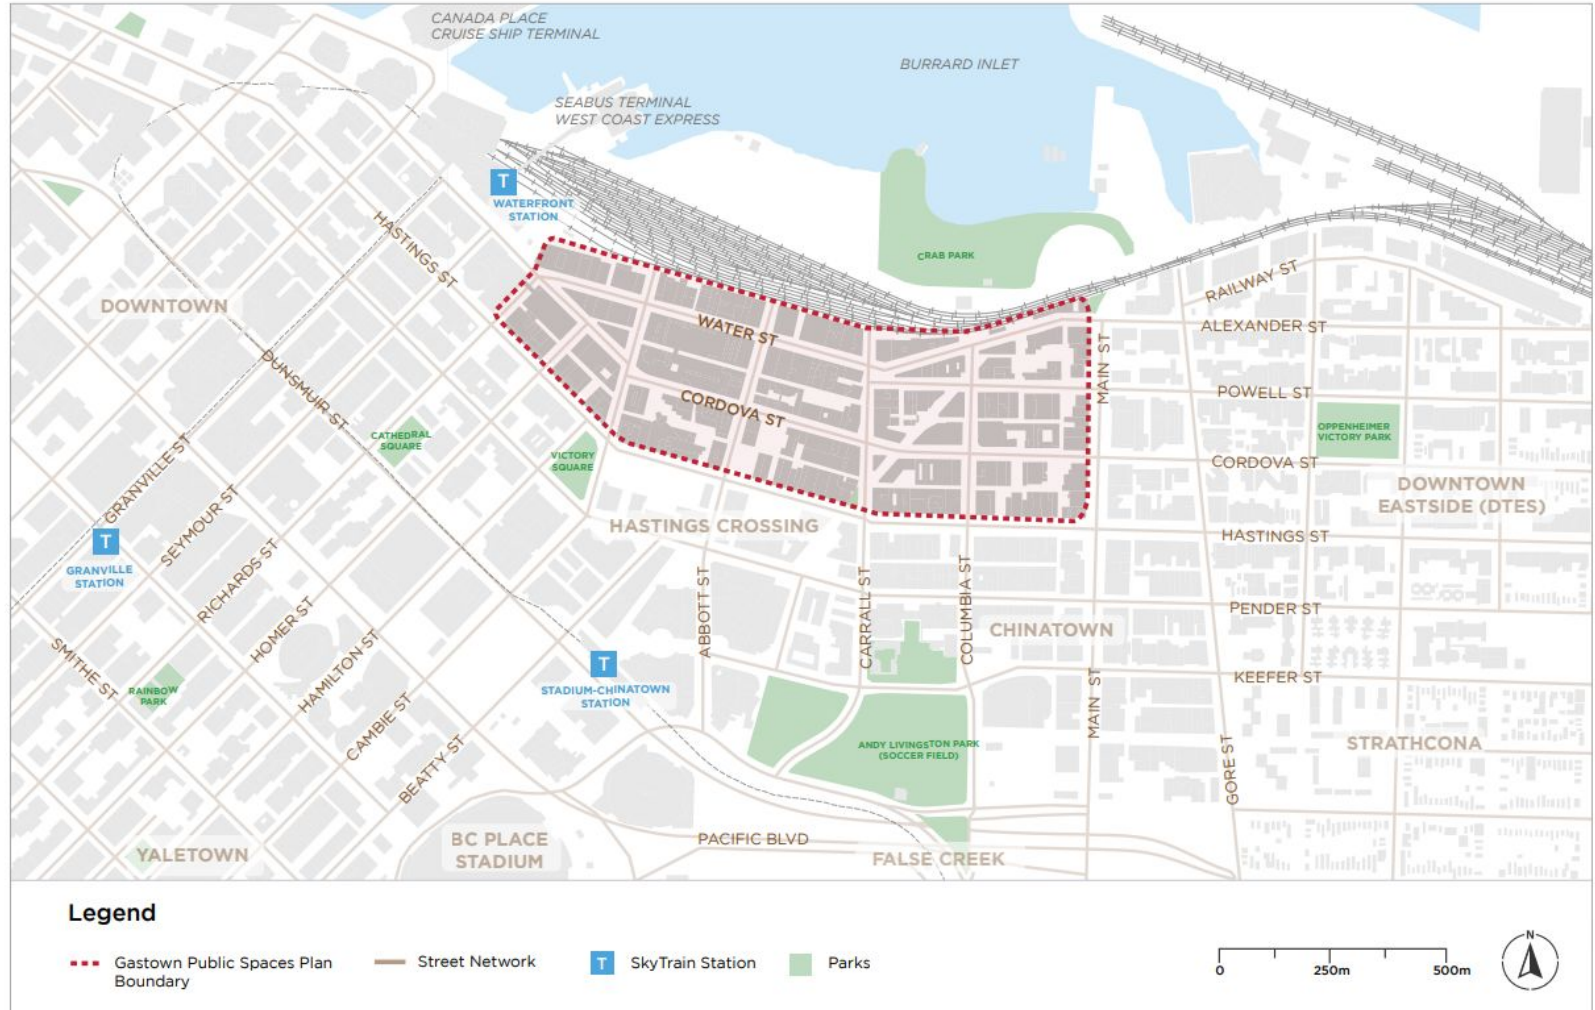 CANADA PLACE
CRUISE SHIP TERMINAL
BURRARD INLET
SEABUS TERMINAL
WEST COAST EXPRESS
T
WATERFRONT
STATION
HASTINGS ST
CRAB PARK
RAILWAY ST
DOWNTOWN
WATER ST
ALEXANDER ST
MAIN ST
DUNSMUIR ST
POWELL ST
CORDOVA ST
CATHEDRAL
SQUARE
OPPENHEIMER
VICTORY PARK
VICTORY
SQUARE
CORDOVA ST
GRANVILLE ST
DOWNTOWN
EASTSIDE (DTES)
SEYMOUR ST
HASTINGS CROSSING
HASTINGS ST
T
GRANVILLE
STATION
RICHARDS ST
ABBOTT ST
CARRALL ST
COLUMBIA ST
PENDER ST
HOMER ST
CHINATOWN
SMITHE ST
HAMILTON ST
T
STADIUM-CHINATOWN
STATION
KEEFER ST
RAINBOW
PARK
MAIN ST
CAMBIE ST
ANDY LIVINGSTON PARK
(SOCCER FIELD)
STRATHCONA
BEATTY ST
GORE ST
PACIFIC BLVD
BC PLACE
STADIUM
YALETOWN
FALSE CREEK
Legend
Gastown Public Spaces Plan
Boundary
Street Network
T
SkyTrain Station
Parks
0
250m
500m
N